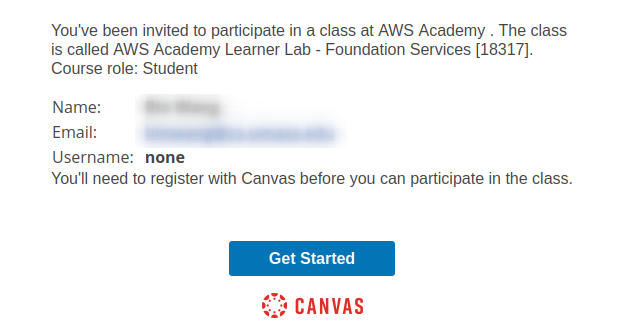 You've been invited to participate in a class at AWS Academy . The class
is called AWS Academy Learner Lab - Foundation Services [18317].
Course role: Student
Name:
Email:
Username: none
You'll need to register with Canvas before you can participate in the class.
Get Started
CANVAS